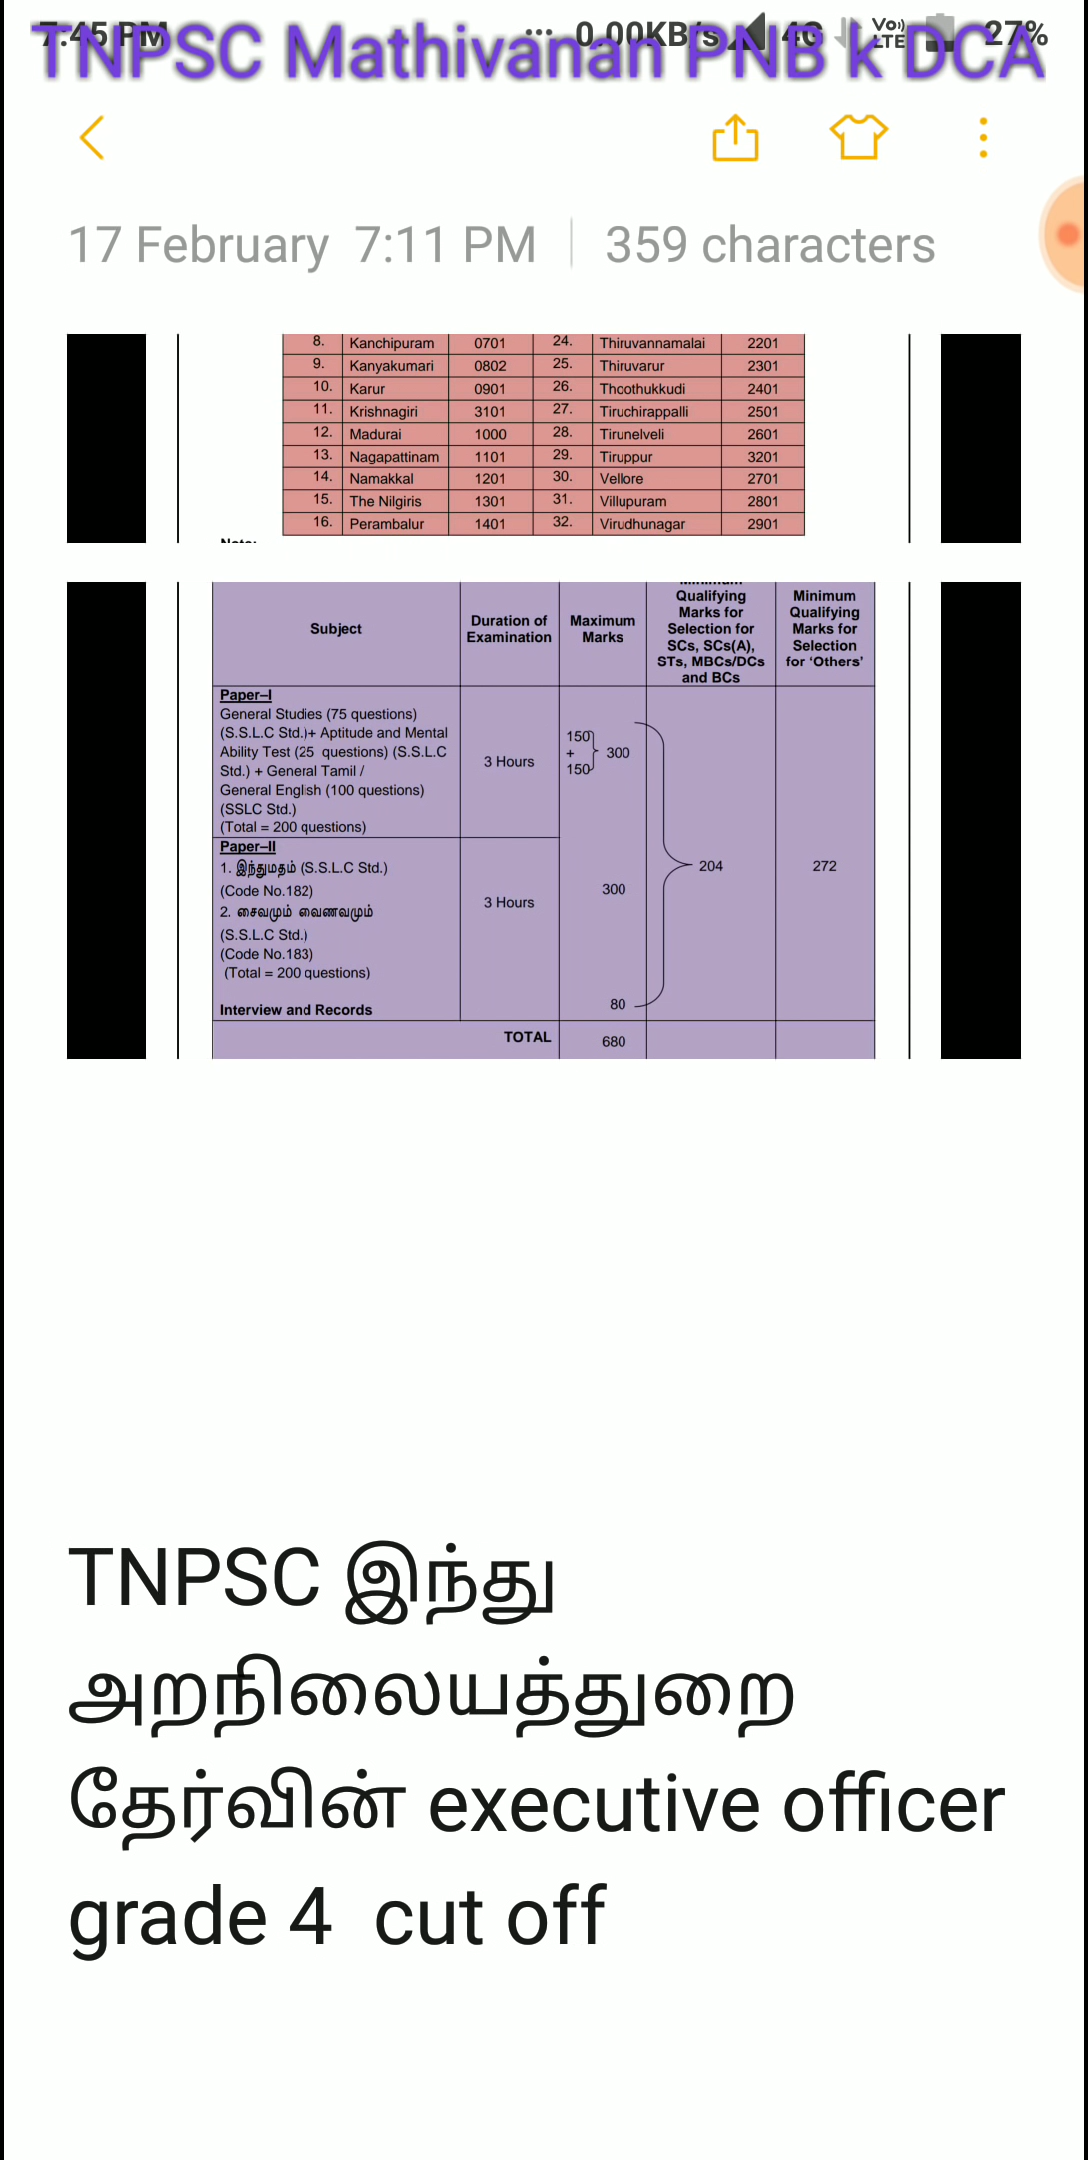 7:45 PM ... 0.00KB/s 4G VoLTE 27%
TNPSC Mathivanan PNB k DCA
17 February 7:11 PM | 359 characters
8. Kanchipuram 0701 24. Thiruvannamalai 2201
9. Kanyakumari 0802 25. Thiruvarur 2301
10. Karur 0901 26. Thoothukkudi 2401
11. Krishnagiri 3101 27. Tiruchirappalli 2501
12. Madurai 1000 28. Tirunelveli 2601
13. Nagapattinam 1101 29. Tiruppur 3201
14. Namakkal 1201 30. Vellore 2701
15. The Nilgiris 1301 31. Villupuram 2801
16. Perambalur 1401 32. Virudhunagar 2901
Subject
Duration of
Examination
Maximum
Marks
Qualifying
Marks for
Selection for
SCs, SCs(A),
STs, MBCs/DCs
and BCs
Minimum
Qualifying
Marks for
Selection
for ‘Others’
Paper–I
General Studies (75 questions)
(S.S.L.C Std.)+ Aptitude and Mental
Ability Test (25 questions) (S.S.L.C
Std.) + General Tamil /
General English (100 questions)
(SSLC Std.)
(Total = 200 questions)
3 Hours
150
+
150
300
Paper–II
1. இந்துமதம் (S.S.L.C Std.)
(Code No.182)
2. சைவமும் வைணவமும்
(S.S.L.C Std.)
(Code No.183)
(Total = 200 questions)
3 Hours
300
204
272
Interview and Records 80
TOTAL 680
TNPSC இந்து
அறநிலையத்துறை
தேர்வின் executive officer
grade 4 cut off